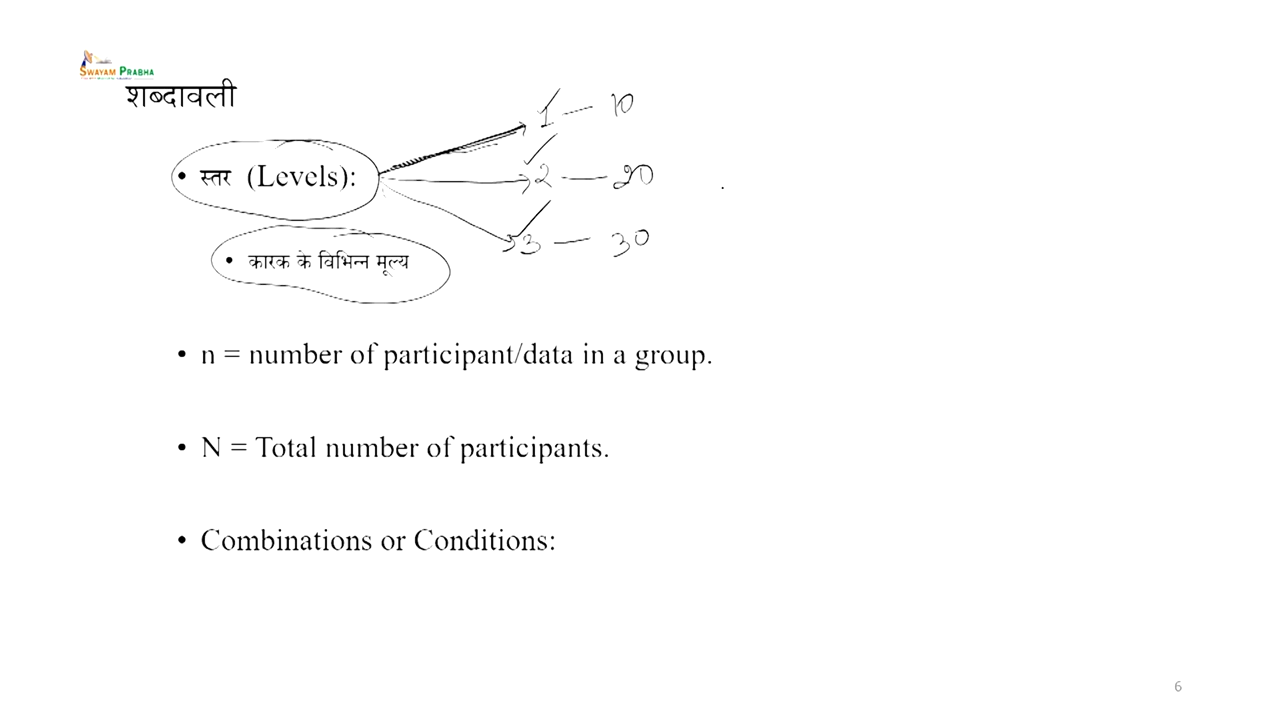 SWAYAM PRABHA
शब्दावली
1 — 10
• स्तर (Levels):
2 — 20
3 — 30
• कारक के विभिन्न मूल्य
• n = number of participant/data in a group.
• N = Total number of participants.
• Combinations or Conditions:
6